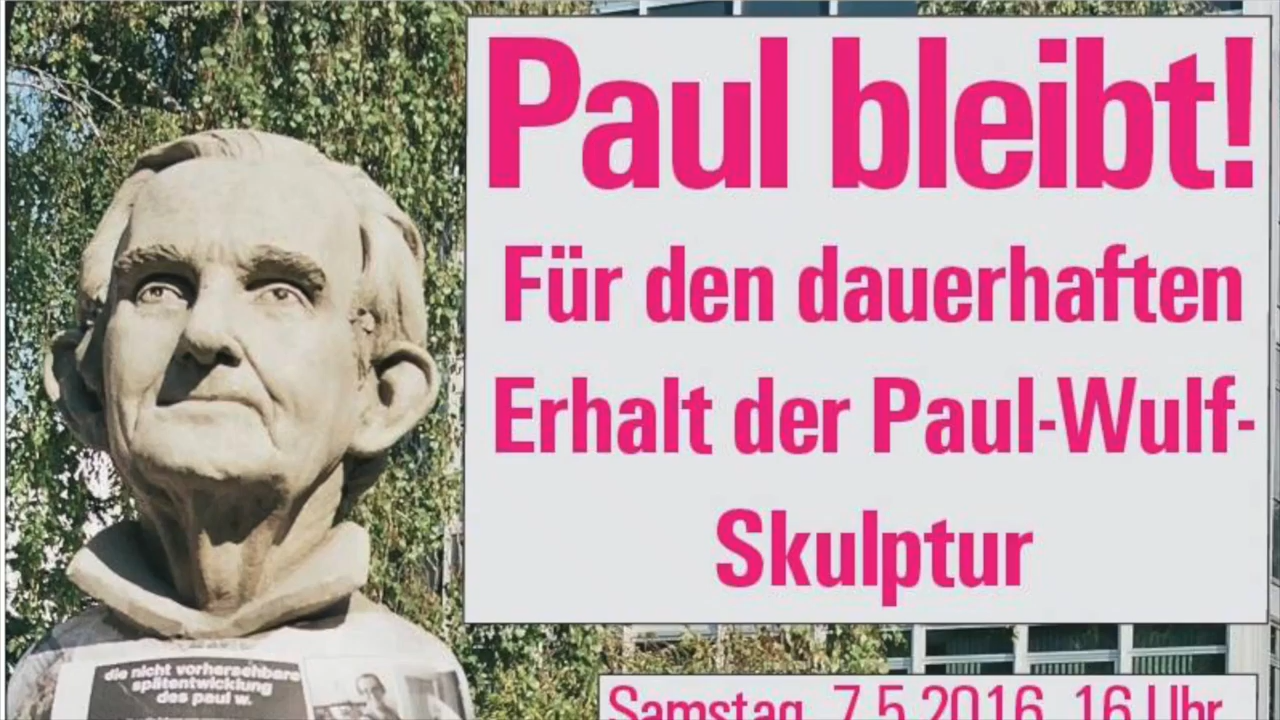 Paul bleibt!
Für den dauerhaften
Erhalt der Paul-Wulf-
Skulptur
die nicht vorhersehbare
spätentwicklung
des paul w.
Samstag, 7.5.2016, 16 Uhr